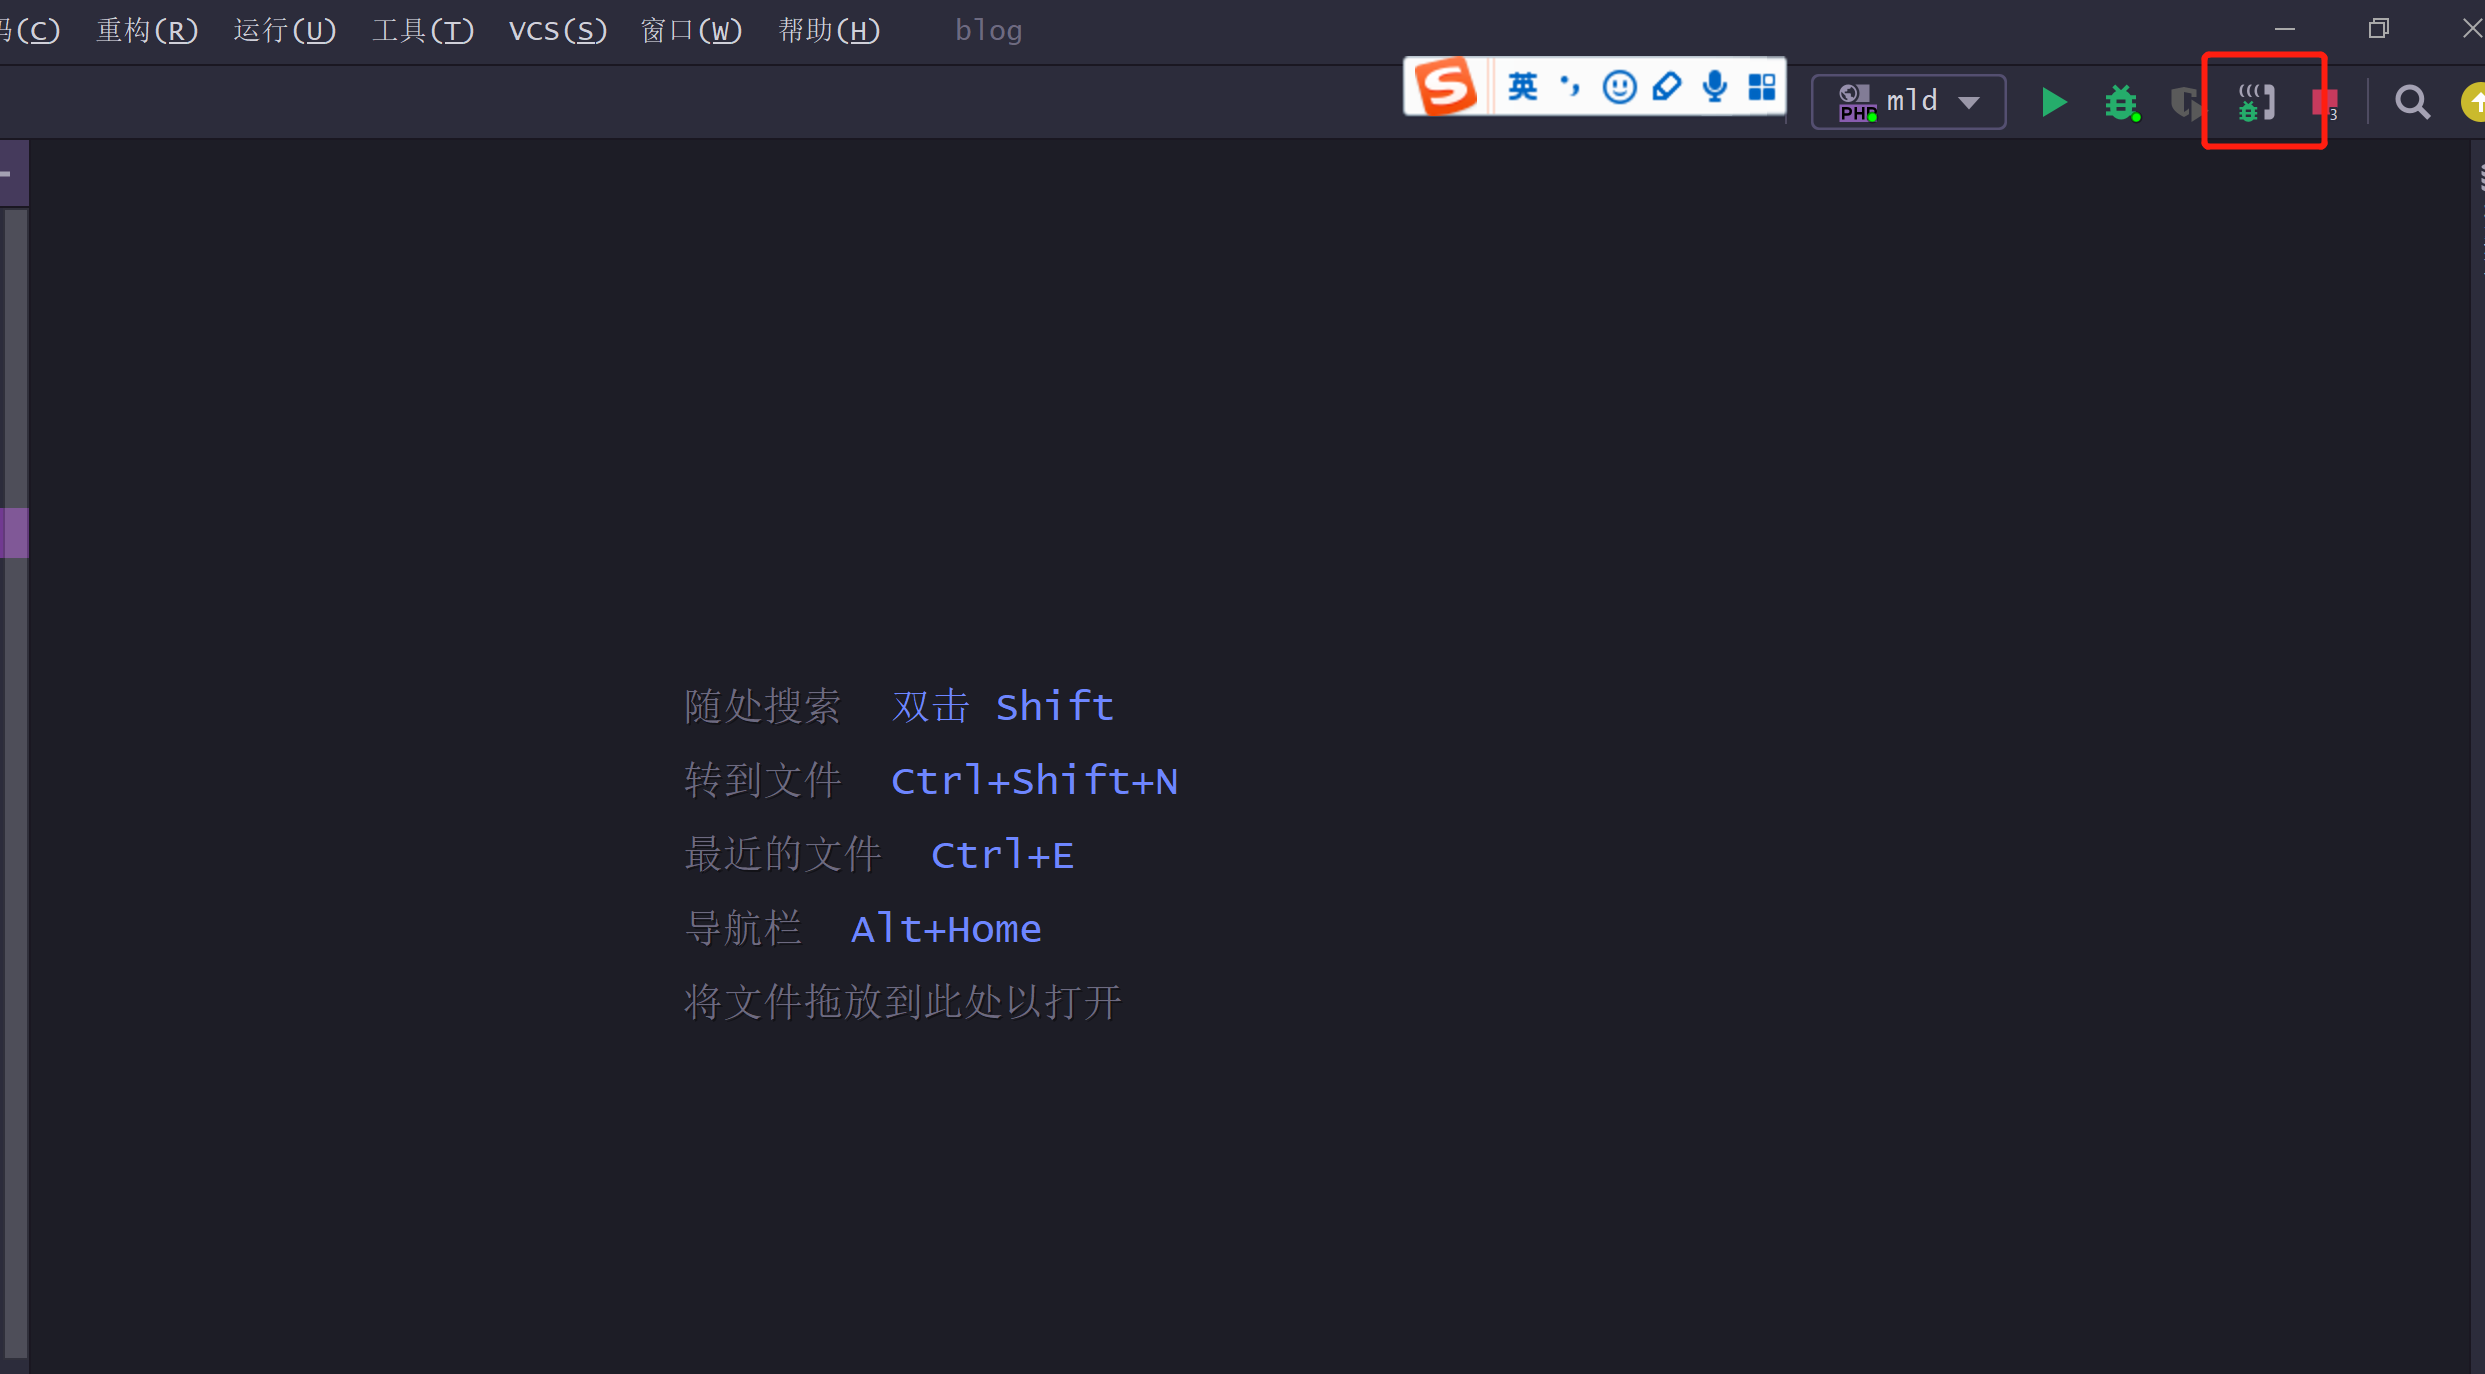 码(C) 重构(R) 运行(U) 工具(T) VCS(S) 窗口(W) 帮助(H) blog
英
PHP mld 3
随处搜索 双击 Shift
转到文件 Ctrl+Shift+N
最近的文件 Ctrl+E
导航栏 Alt+Home
将文件拖放到此处以打开